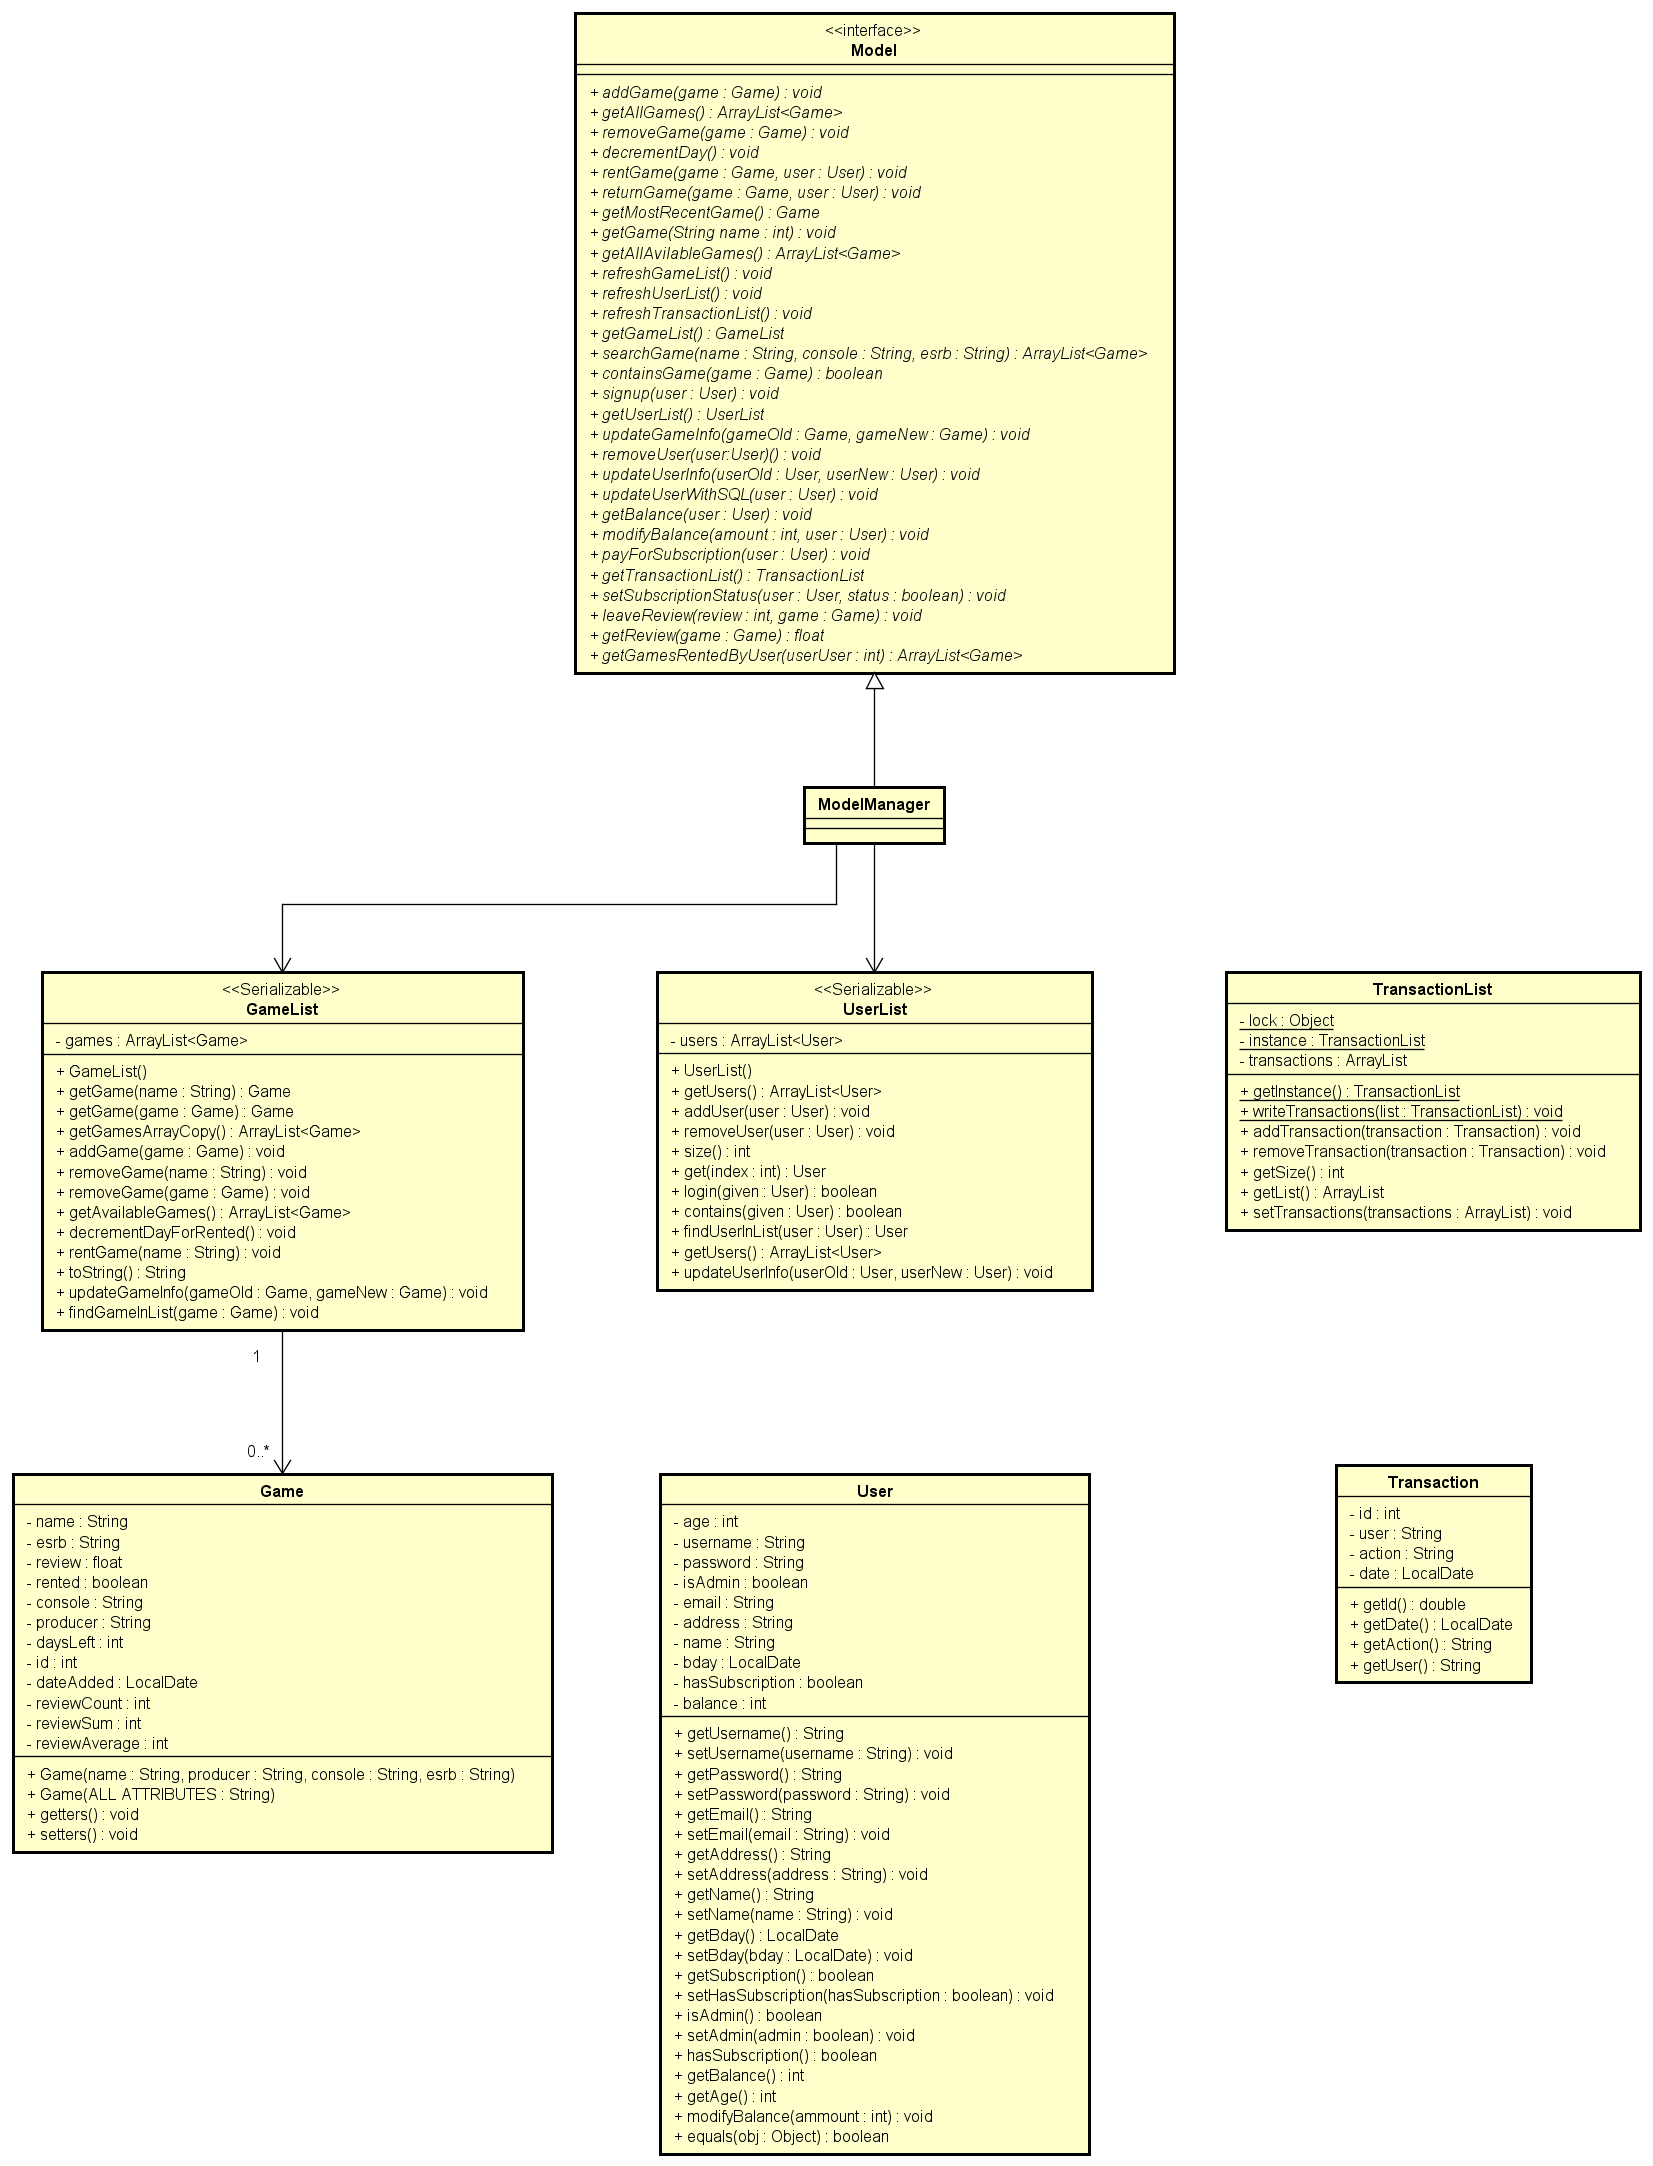 <<interface>>
Model
+ addGame(game : Game) : void
+ getAllGames() : ArrayList<Game>
+ removeGame(game : Game) : void
+ decrementDay() : void
+ rentGame(game : Game, user : User) : void
+ returnGame(game : Game, user : User) : void
+ getMostRecentGame() : Game
+ getGame(String name : int) : void
+ getAllAvilableGames() : ArrayList<Game>
+ refreshGameList() : void
+ refreshUserList() : void
+ refreshTransactionList() : void
+ getGameList() : GameList
+ searchGame(name : String, console : String, esrb : String) : ArrayList<Game>
+ containsGame(game : Game) : boolean
+ signup(user : User) : void
+ getUserList() : UserList
+ updateGameInfo(gameOld : Game, gameNew : Game) : void
+ removeUser(user:User)() : void
+ updateUserInfo(userOld : User, userNew : User) : void
+ updateUserWithSQL(user : User) : void
+ getBalance(user : User) : void
+ modifyBalance(amount : int, user : User) : void
+ payForSubscription(user : User) : void
+ getTransactionList() : TransactionList
+ setSubscriptionStatus(user : User, status : boolean) : void
+ leaveReview(review : int, game : Game) : void
+ getReview(game : Game) : float
+ getGamesRentedByUser(userUser : int) : ArrayList<Game>
ModelManager
<<Serializable>>
GameList
- games : ArrayList<Game>
+ GameList()
+ getGame(name : String) : Game
+ getGame(game : Game) : Game
+ getGamesArrayCopy() : ArrayList<Game>
+ addGame(game : Game) : void
+ removeGame(name : String) : void
+ removeGame(game : Game) : void
+ getAvailableGames() : ArrayList<Game>
+ decrementDayForRented() : void
+ rentGame(name : String) : void
+ toString() : String
+ updateGameInfo(gameOld : Game, gameNew : Game) : void
+ findGameInList(game : Game) : void
<<Serializable>>
UserList
- users : ArrayList<User>
+ UserList()
+ getUsers() : ArrayList<User>
+ addUser(user : User) : void
+ removeUser(user : User) : void
+ size() : int
+ get(index : int) : User
+ login(given : User) : boolean
+ contains(given : User) : boolean
+ findUserInList(user : User) : User
+ getUsers() : ArrayList<User>
+ updateUserInfo(userOld : User, userNew : User) : void
TransactionList
- lock : Object
- instance : TransactionList
- transactions : ArrayList
+ getInstance() : TransactionList
+ writeTransactions(list : TransactionList) : void
+ addTransaction(transaction : Transaction) : void
+ removeTransaction(transaction : Transaction) : void
+ getSize() : int
+ getList() : ArrayList
+ setTransactions(transactions : ArrayList) : void
1
0..*
Game
- name : String
- esrb : String
- review : float
- rented : boolean
- console : String
- producer : String
- daysLeft : int
- id : int
- dateAdded : LocalDate
- reviewCount : int
- reviewSum : int
- reviewAverage : int
+ Game(name : String, producer : String, console : String, esrb : String)
+ Game(ALL ATTRIBUTES : String)
+ getters() : void
+ setters() : void
User
- age : int
- username : String
- password : String
- isAdmin : boolean
- email : String
- address : String
- name : String
- bday : LocalDate
- hasSubscription : boolean
- balance : int
+ getUsername() : String
+ setUsername(username : String) : void
+ getPassword() : String
+ setPassword(password : String) : void
+ getEmail() : String
+ setEmail(email : String) : void
+ getAddress() : String
+ setAddress(address : String) : void
+ getName() : String
+ setName(name : String) : void
+ getBday() : LocalDate
+ setBday(bday : LocalDate) : void
+ getSubscription() : boolean
+ setHasSubscription(hasSubscription : boolean) : void
+ isAdmin() : boolean
+ setAdmin(admin : boolean) : void
+ hasSubscription() : boolean
+ getBalance() : int
+ getAge() : int
+ modifyBalance(ammount : int) : void
+ equals(obj : Object) : boolean
Transaction
- id : int
- user : String
- action : String
- date : LocalDate
+ getId() : double
+ getDate() : LocalDate
+ getAction() : String
+ getUser() : String